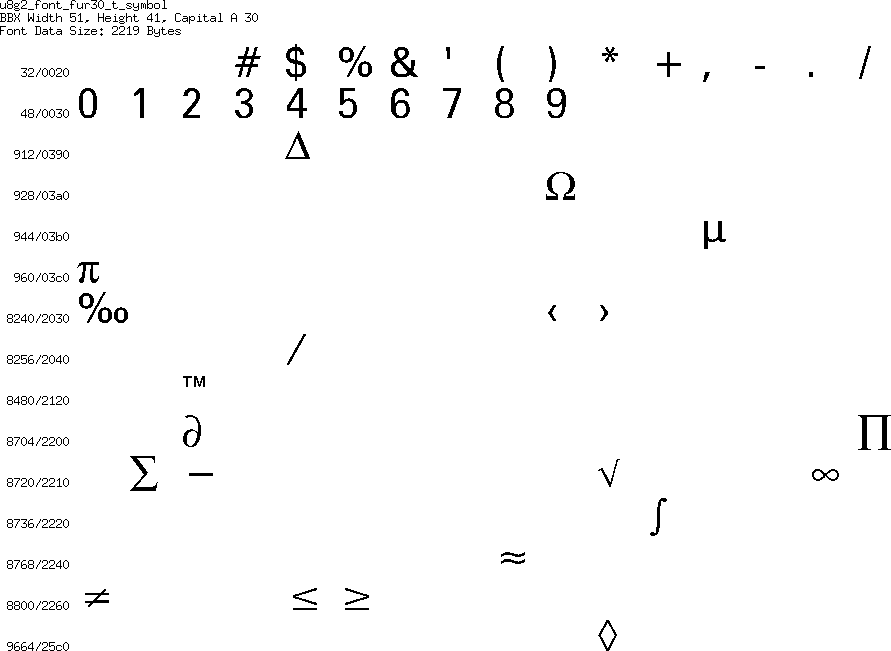 u8g2_font_fur30_t_symbol
BBX Width 51, Height 41, Capital A 30
Font Data Size: 2219 Bytes
32/0020 # $ % & ' ( ) * + , - . /
48/0030 0 1 2 3 4 5 6 7 8 9
912/0390 Δ
928/03a0 Ω
944/03b0 μ
960/03c0 π
8240/2030 ‰ ‹ ›
8256/2040 ⁄
8480/2120 ™
8704/2200 ∂ ∏
8720/2210 ∑ − √ ∞
8736/2220 ∫
8768/2240 ≈
8800/2260 ≠ ≤ ≥
9664/25c0 ◊